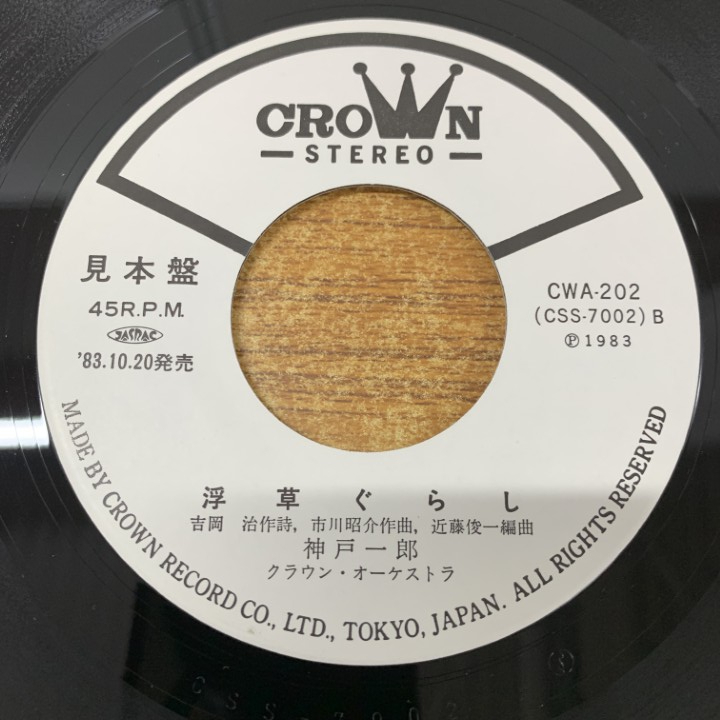 CROWN
STEREO
見本盤
45R.P.M.
JASRAC
'83.10.20発売
CWA-202
(CSS-7002) B
Ⓟ1983
浮草ぐらし
吉岡 治作詩, 市川昭介作曲, 近藤俊一編曲
神戸一郎
クラウン・オーケストラ
MADE BY CROWN RECORD CO., LTD., TOKYO, JAPAN. ALL RIGHTS RESERVED
CSS-7002